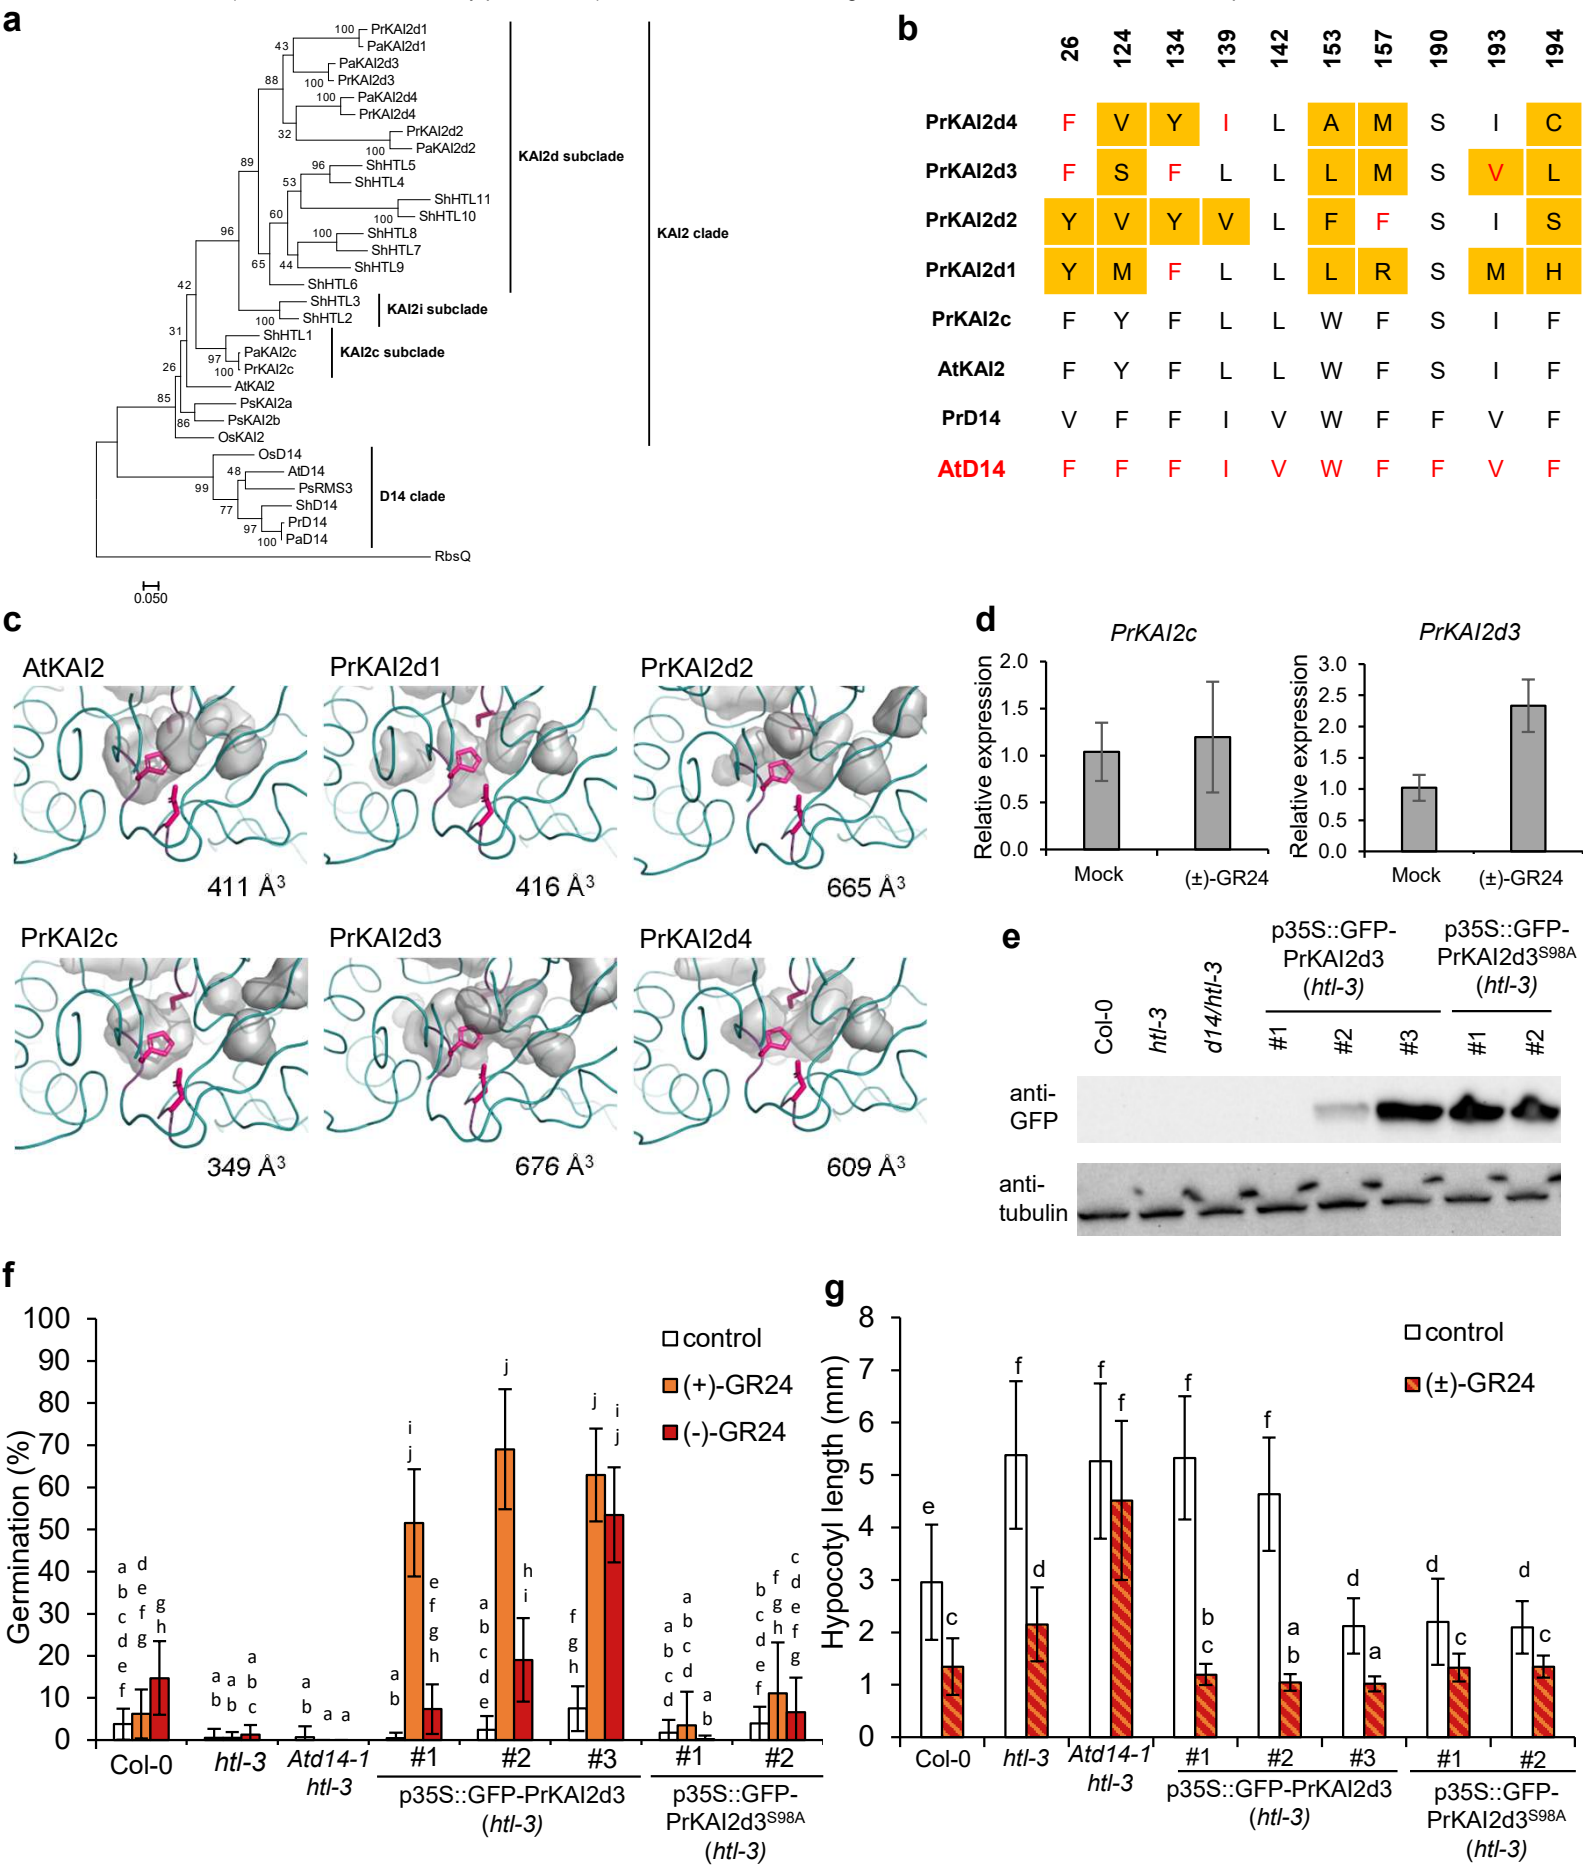 a
PrKAI2d1
PaKAI2d1
PaKAI2d3
PrKAI2d3
PaKAI2d4
PrKAI2d4
PrKAI2d2
PaKAI2d2
ShHTL5
ShHTL4
ShHTL11
ShHTL10
ShHTL8
ShHTL7
ShHTL9
ShHTL6
ShHTL3
ShHTL2
ShHTL1
PaKAI2c
PrKAI2c
AtKAI2
PsKAI2a
PsKAI2b
OsKAI2
OsD14
AtD14
PsRMS3
ShD14
PrD14
PaD14
RbsQ
100
43
100
88
100
32
100
89
96
53
100
60
100
65
44
96
100
42
97
100
31
26
85
86
48
99
77
97
100
KAI2d subclade
KAI2i subclade
KAI2c subclade
KAI2 clade
D14 clade
0.050
b
26 124 134 139 142 153 157 190 193 194
PrKAI2d4 F V Y I L A M S I C
PrKAI2d3 F S F L L L M S V L
PrKAI2d2 Y V Y V L F F S I S
PrKAI2d1 Y M F L L L R S M H
PrKAI2c F Y F L L W F S I F
AtKAI2 F Y F L L W F S I F
PrD14 V F F I V W F F V F
AtD14 F F F I V W F F V F
c
AtKAI2 PrKAI2d1 PrKAI2d2
411 Å3 416 Å3 665 Å3
PrKAI2c PrKAI2d3 PrKAI2d4
349 Å3 676 Å3 609 Å3
d
PrKAI2c
Relative expression
2.0
1.5
1.0
0.5
0.0
Mock (±)-GR24
PrKAI2d3
Relative expression
3.0
2.5
2.0
1.5
1.0
0.5
0.0
Mock (±)-GR24
e
p35S::GFP-
PrKAI2d3
(htl-3)
p35S::GFP-
PrKAI2d3S98A
(htl-3)
Col-0 htl-3 d14/htl-3 #1 #2 #3 #1 #2
anti-
GFP
anti-
tubulin
f
Germination (%)
100
90
80
70
60
50
40
30
20
10
0
control
(+)-GR24
(-)-GR24
a b c d e f
d e f g
g h
a b
a b
a b c
a b
a
a
a b
i j
e f g h
a b c d e
j
h i
f g h
j
i j
a b c d
a b c d
a b
b c d e f
f g h
c d e f g
Col-0 htl-3 Atd14-1
htl-3
#1 #2 #3 #1 #2
p35S::GFP-PrKAI2d3
(htl-3)
p35S::GFP-
PrKAI2d3S98A
(htl-3)
g
Hypocotyl length (mm)
8
7
6
5
4
3
2
1
0
control
(±)-GR24
e
c
f
d
f
f
f
b c
f
a b
d
a
d
c
d
c
Col-0 htl-3 Atd14-1
htl-3
#1 #2 #3 #1 #2
p35S::GFP-PrKAI2d3
(htl-3)
p35S::GFP-
PrKAI2d3S98A
(htl-3)